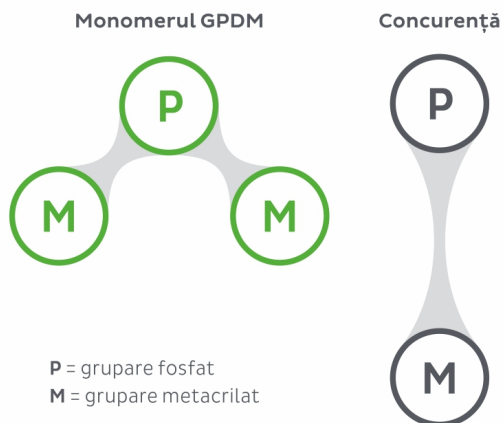 Monomerul GPDM
Concurență
P
P
M
M
M
P = grupare fosfat
M = grupare metacrilat